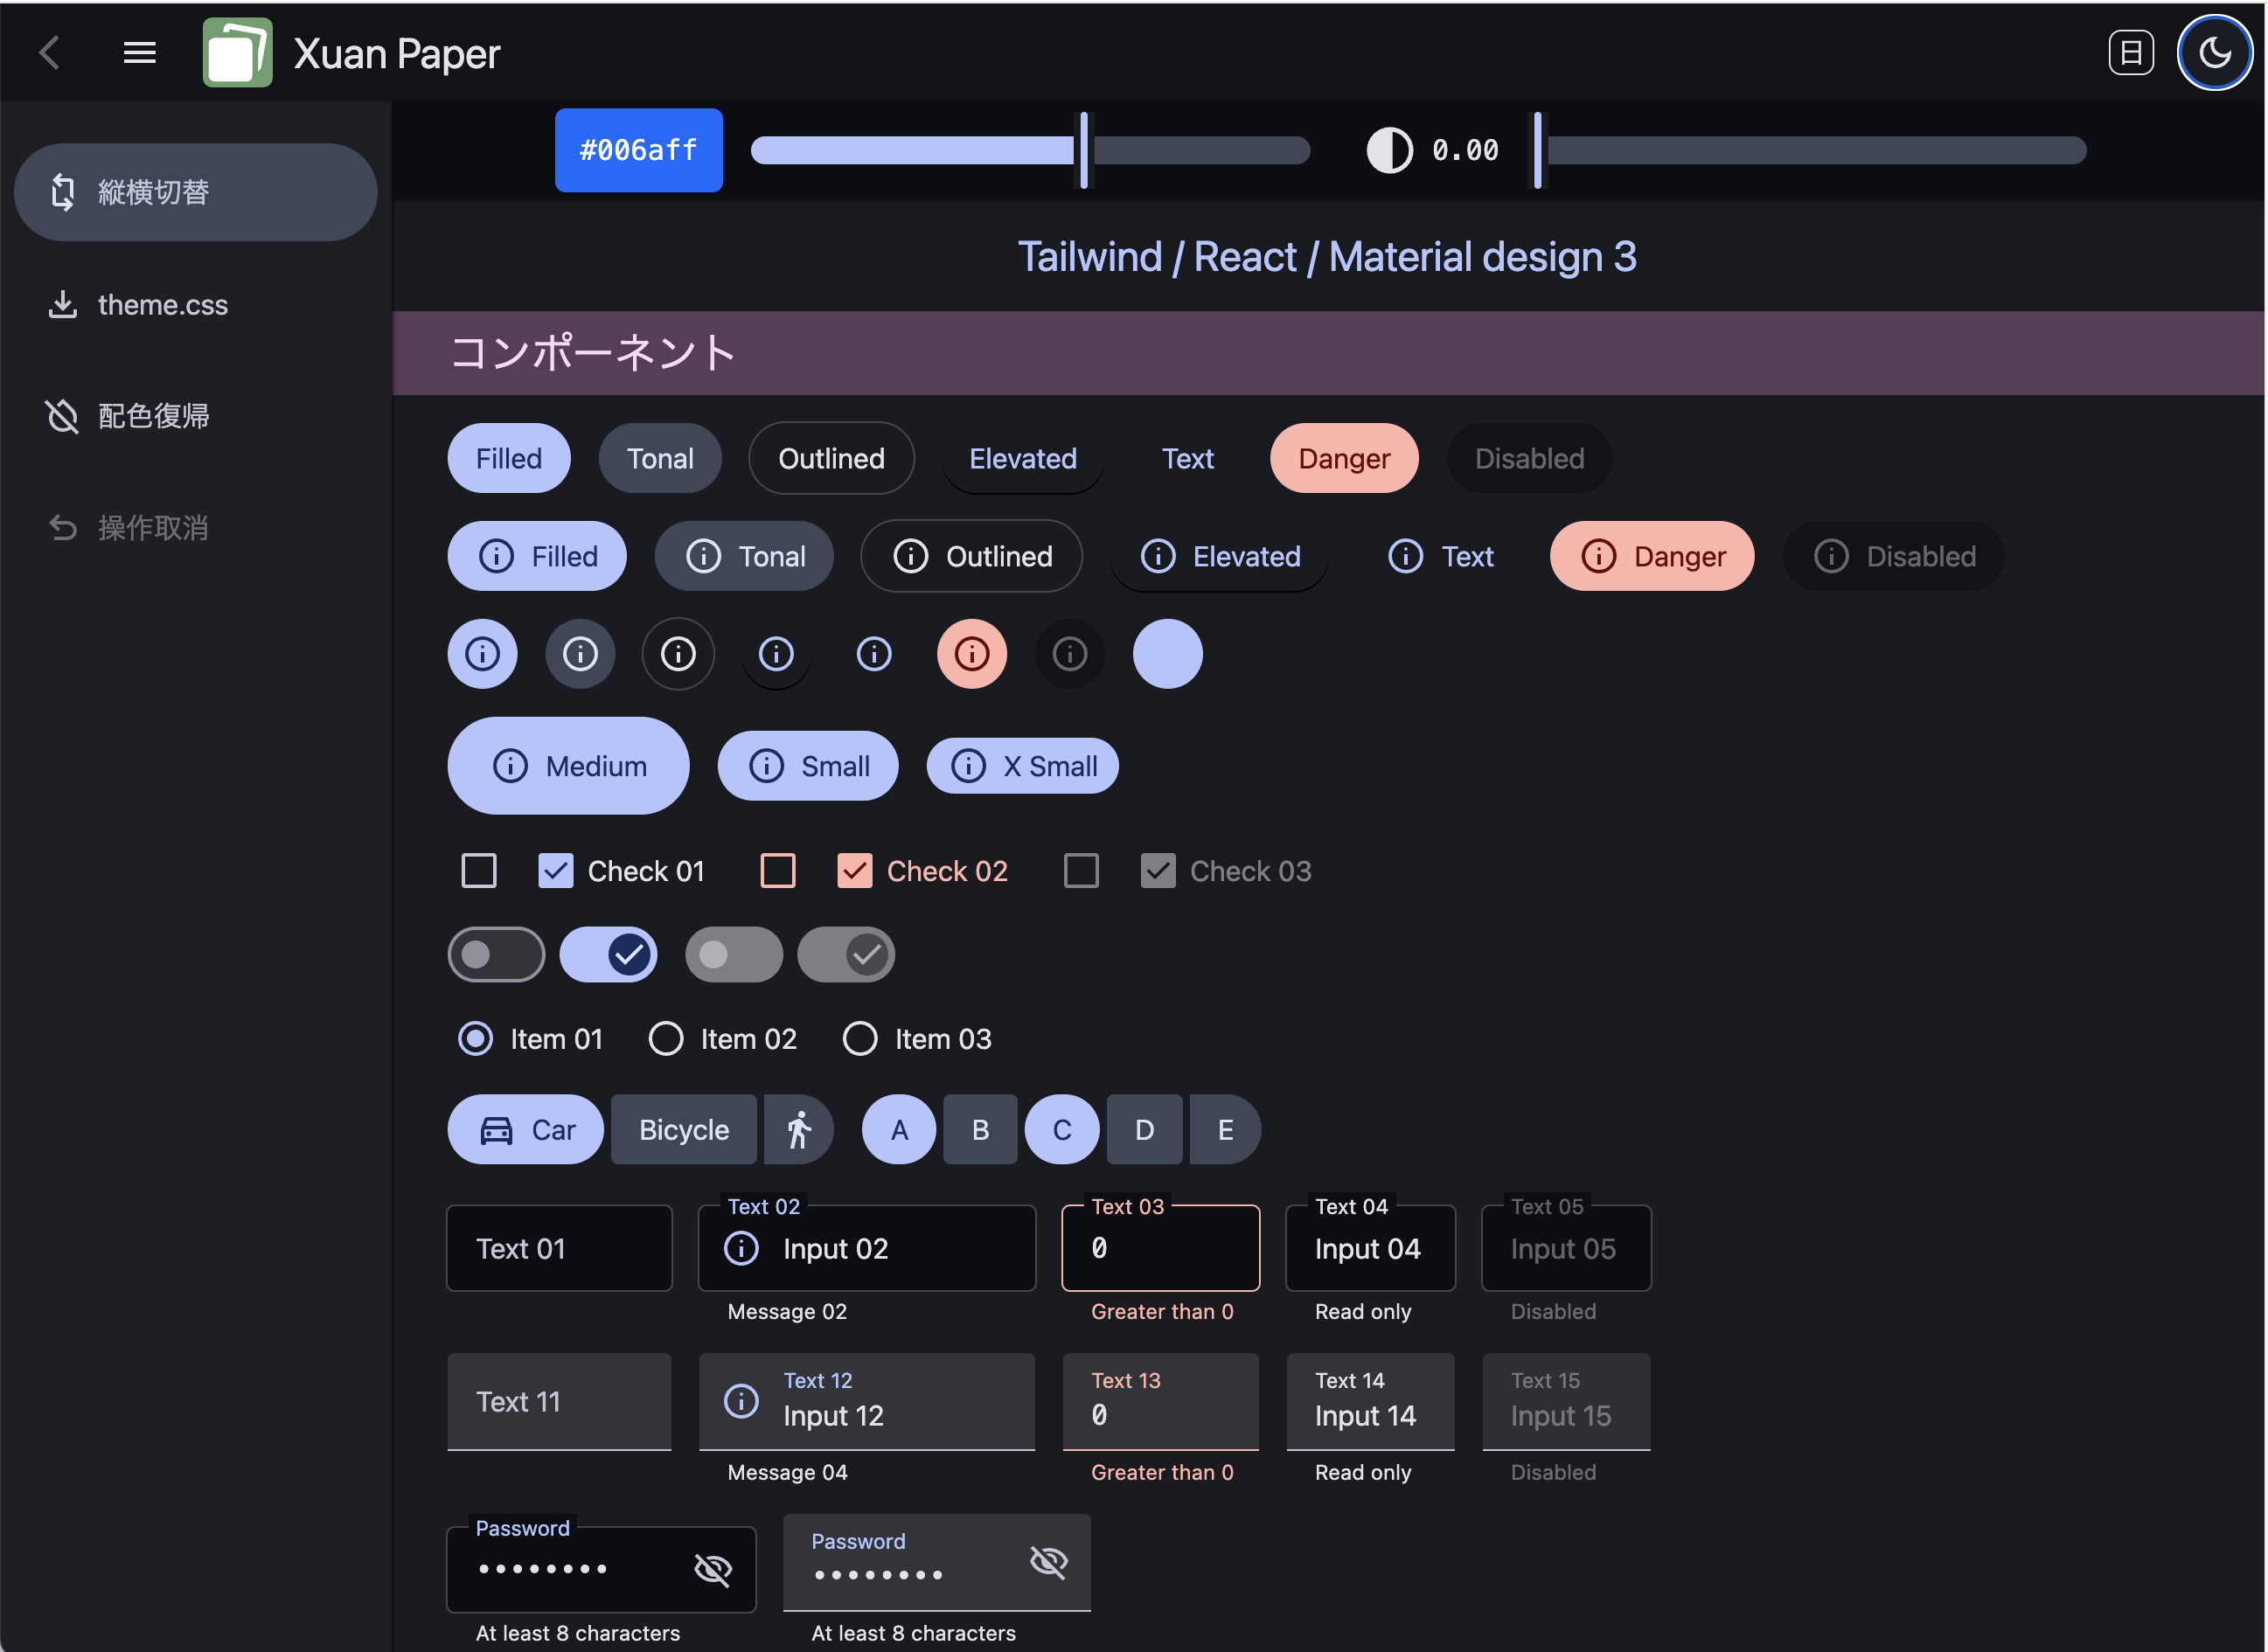 Xuan Paper
日
縦横切替
theme.css
配色復帰
操作取消
#006aff
0.00
Tailwind / React / Material design 3
コンポーネント
Filled Tonal Outlined Elevated Text Danger Disabled
Filled Tonal Outlined Elevated Text Danger Disabled
Medium Small X Small
Check 01 Check 02 Check 03
Item 01 Item 02 Item 03
Car Bicycle A B C D E
Text 02 Text 03 Text 04 Text 05
Text 01 Input 02 0 Input 04 Input 05
Message 02 Greater than 0 Read only Disabled
Text 12 Text 13 Text 14 Text 15
Text 11 Input 12 0 Input 14 Input 15
Message 04 Greater than 0 Read only Disabled
Password Password
•••••••• ••••••••
At least 8 characters At least 8 characters